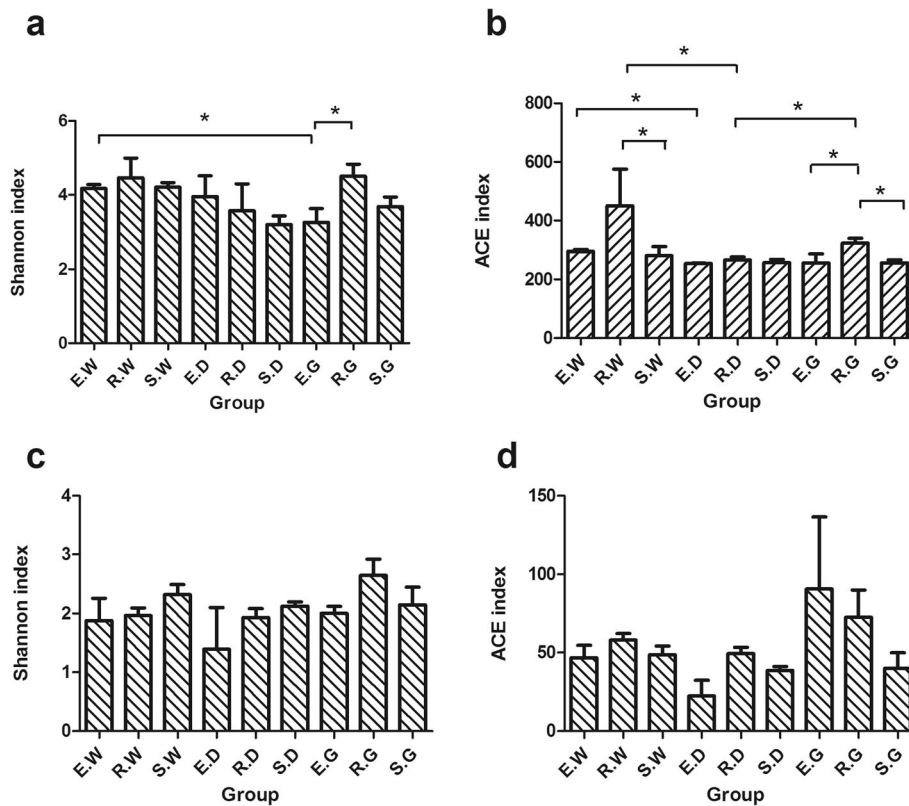 a
*
*
6
4
2
0
Shannon index
E.W
R.W
S.W
E.D
R.D
S.D
E.G
R.G
S.G
Group
b
*
*
*
*
*
*
800
600
400
200
0
ACE index
E.W
R.W
S.W
E.D
R.D
S.D
E.G
R.G
S.G
Group
c
4
3
2
1
0
Shannon index
E.W
R.W
S.W
E.D
R.D
S.D
E.G
R.G
S.G
Group
d
150
100
50
0
ACE index
E.W
R.W
S.W
E.D
R.D
S.D
E.G
R.G
S.G
Group